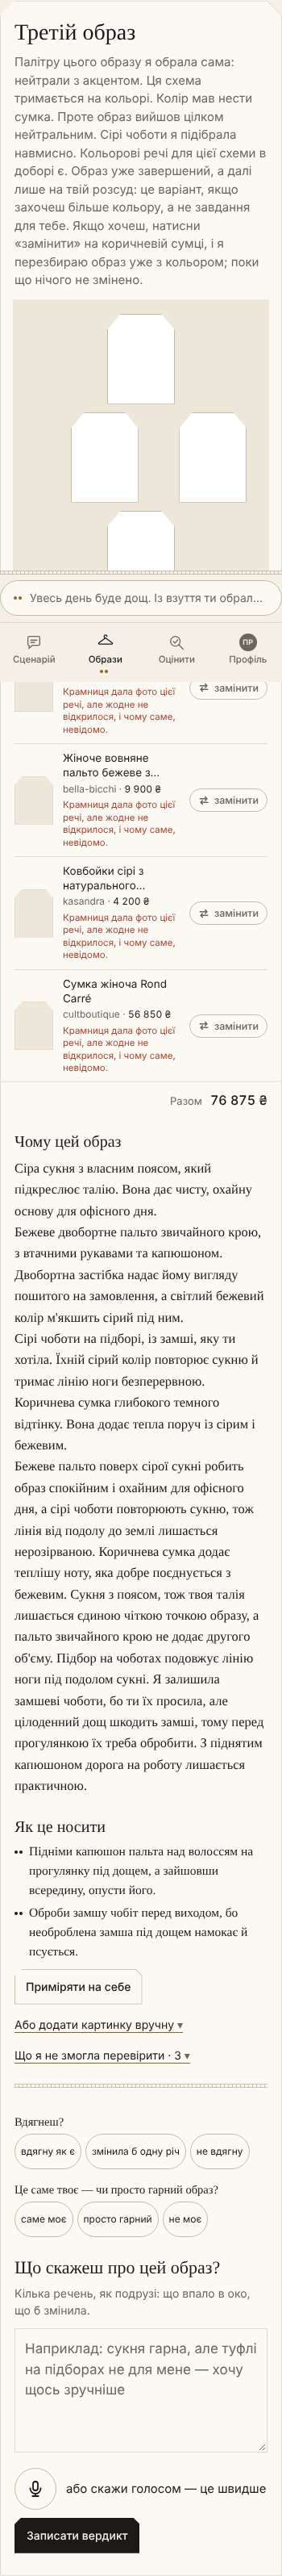 Третій образ
Палітру цього образу я обрала сама:
нейтрали з акцентом. Ця схема
тримається на кольорі. Колір мав нести
сумка. Проте образ вийшов цілком
нейтральним. Сірі чоботи я підібрала
навмисно. Кольорові речі для цієї схеми в
доборі є. Образ уже завершений, а далі
лише на твій розсуд: це варіант, якщо
захочеш більше кольору, а не завдання
для тебе. Якщо хочеш, натисни
«замінити» на коричневій сумці, і я
перезбираю образ уже з кольором; поки
що нічого не змінено.
Увесь день буде дощ. Із взуття ти обрал...
Сценарій
Образи
Оцінити
ПР
Профіль
Крамниця дала фото цієї
речі, але жодне не
відкрилося, і чому саме,
невідомо.
замінити
Жіноче вовняне
пальто бежеве з...
bella-bicchi · 9 900 ₴
Крамниця дала фото цієї
речі, але жодне не
відкрилося, і чому саме,
невідомо.
замінити
Ковбойки сірі з
натурального...
kasandra · 4 200 ₴
Крамниця дала фото цієї
речі, але жодне не
відкрилося, і чому саме,
невідомо.
замінити
Сумка жіноча Rond
Carré
cultboutique · 56 850 ₴
Крамниця дала фото цієї
речі, але жодне не
відкрилося, і чому саме,
невідомо.
замінити
Разом 76 875 ₴
Чому цей образ
Сіра сукня з власним поясом, який
підкреслює талію. Вона дає чисту, охайну
основу для офісного дня.
Бежеве двобортне пальто звичайного крою,
з втачними рукавами та капюшоном.
Двобортна застібка надає йому вигляду
пошитого на замовлення, а світлий бежевий
колір м'якшить сірий під ним.
Сірі чоботи на підборі, із замші, яку ти
хотіла. Їхній сірий колір повторює сукню й
тримає лінію ноги безперервною.
Коричнева сумка глибокого темного
відтінку. Вона додає тепла поруч із сірим і
бежевим.
Бежеве пальто поверх сірої сукні робить
образ спокійним і охайним для офісного
дня, а сірі чоботи повторюють сукню, тож
лінія від подолу до землі лишається
нерозірваною. Коричнева сумка додає
теплішу ноту, яка добре поєднується з
бежевим. Сукня з поясом, тож твоя талія
лишається єдиною чіткою точкою образу, а
пальто звичайного крою не додає другого
об'єму. Підбор на чоботах подовжує лінію
ноги під подолом сукні. Я залишила
замшеві чоботи, бо ти їх просила, але
цілоденний дощ шкодить замші, тому перед
прогулянкою їх треба обробити. З піднятим
капюшоном дорога на роботу лишається
практичною.
Як це носити
•• Підніми капюшон пальта над волоссям на
прогулянку під дощем, а зайшовши
всередину, опусти його.
•• Оброби замшу чобіт перед виходом, бо
необроблена замша під дощем намокає й
псується.
Приміряти на себе
Або додати картинку вручну ▾
Що я не змогла перевірити · 3 ▾
Вдягнеш?
вдягну як є
змінила б одну річ
не вдягну
Це саме твоє — чи просто гарний образ?
саме моє
просто гарний
не моє
Що скажеш про цей образ?
Кілька речень, як подрузі: що впало в око,
що б змінила.
Наприклад: сукня гарна, але туфлі
на підборах не для мене — хочу
щось зручніше
або скажи голосом — це швидше
Записати вердикт